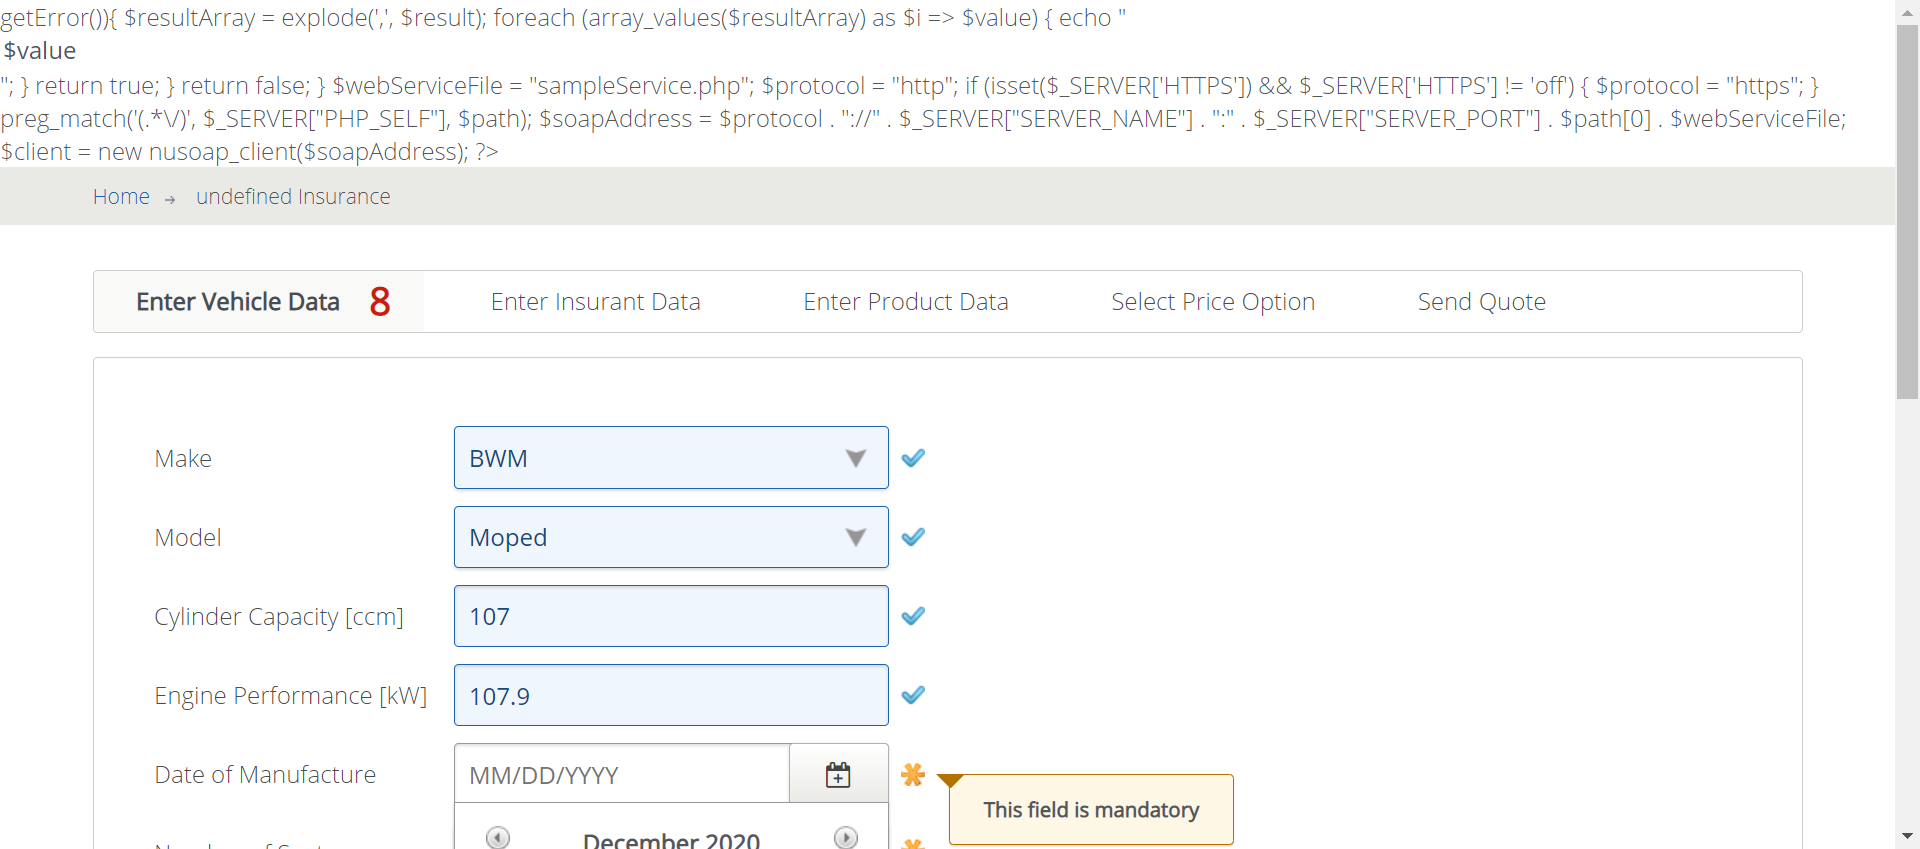 getError()){ $resultArray = explode(',', $result); foreach (array_values($resultArray) as $i => $value) { echo "
$value
"; } return true; } return false; } $webServiceFile = "sampleService.php"; $protocol = "http"; if (isset($_SERVER['HTTPS']) && $_SERVER['HTTPS'] != 'off') { $protocol = "https"; }
preg_match('(.*\/)', $_SERVER["PHP_SELF"], $path); $soapAddress = $protocol . "://" . $_SERVER["SERVER_NAME"] . ":" . $_SERVER["SERVER_PORT"] . $path[0] . $webServiceFile;
$client = new nusoap_client($soapAddress); ?>
Home → undefined Insurance
Enter Vehicle Data 8 Enter Insurant Data Enter Product Data Select Price Option Send Quote
Make BWM
Model Moped
Cylinder Capacity [ccm] 107
Engine Performance [kW] 107.9
Date of Manufacture MM/DD/YYYY
This field is mandatory
December 2020